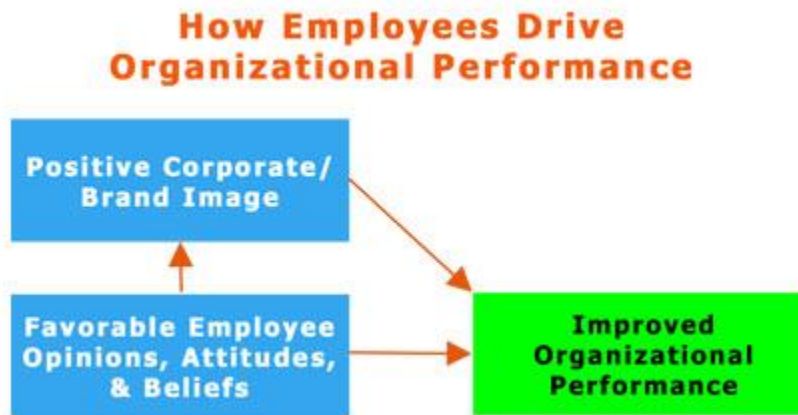 How Employees Drive
Organizational Performance
Positive Corporate/
Brand Image
Favorable Employee
Opinions, Attitudes,
& Beliefs
Improved
Organizational
Performance